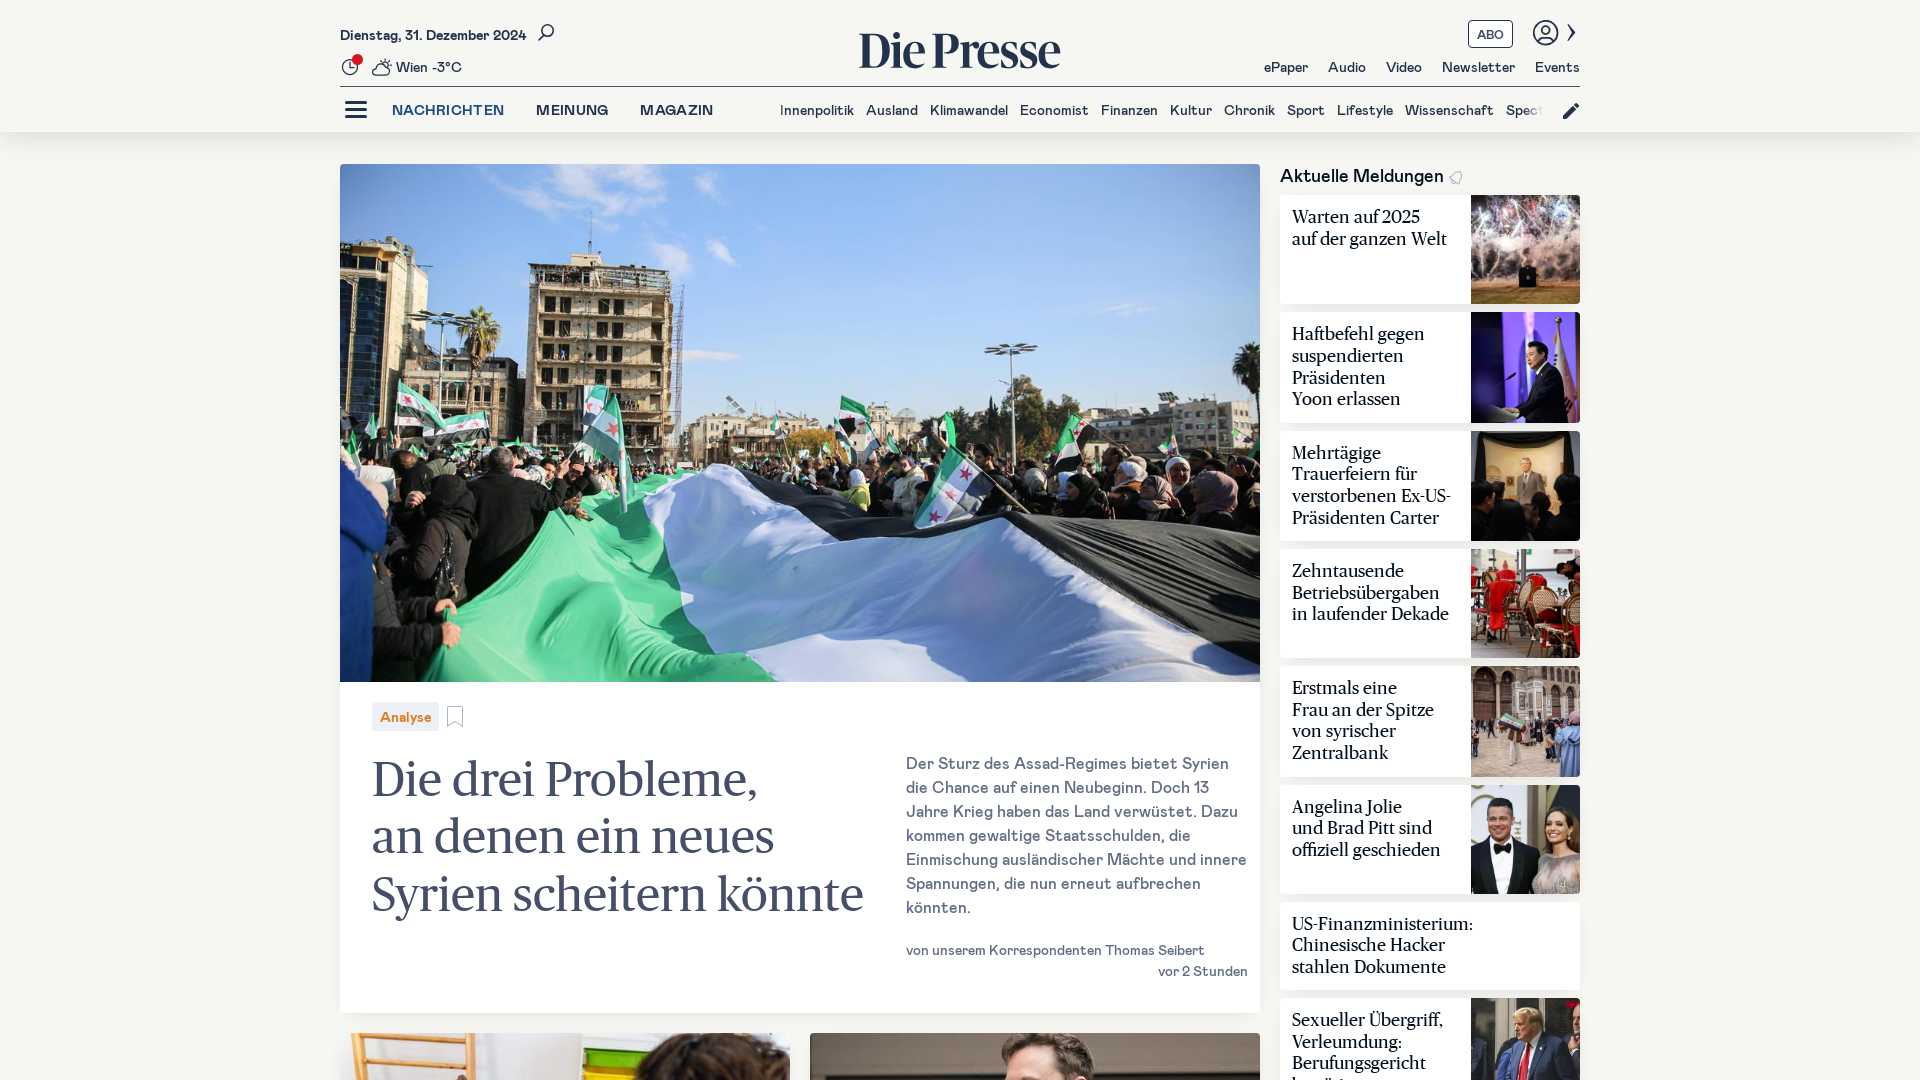 Dienstag, 31. Dezember 2024
Wien -3°C
Die Presse
ABO
ePaper Audio Video Newsletter Events
NACHRICHTEN MEINUNG MAGAZIN
Innenpolitik Ausland Klimawandel Economist Finanzen Kultur Chronik Sport Lifestyle Wissenschaft
Analyse
Die drei Probleme,
an denen ein neues
Syrien scheitern könnte
Der Sturz des Assad-Regimes bietet Syrien
die Chance auf einen Neubeginn. Doch 13
Jahre Krieg haben das Land verwüstet. Dazu
kommen gewaltige Staatsschulden, die
Einmischung ausländischer Mächte und innere
Spannungen, die nun erneut aufbrechen
könnten.
von unserem Korrespondenten Thomas Seibert
vor 2 Stunden
Aktuelle Meldungen
Warten auf 2025
auf der ganzen Welt
Haftbefehl gegen
suspendierten
Präsidenten
Yoon erlassen
Mehrtägige
Trauerfeiern für
verstorbenen Ex-US-
Präsidenten Carter
Zehntausende
Betriebsübergaben
in laufender Dekade
Erstmals eine
Frau an der Spitze
von syrischer
Zentralbank
Angelina Jolie
und Brad Pitt sind
offiziell geschieden
US-Finanzministerium:
Chinesische Hacker
stahlen Dokumente
Sexueller Übergriff,
Verleumdung:
Berufungsgericht